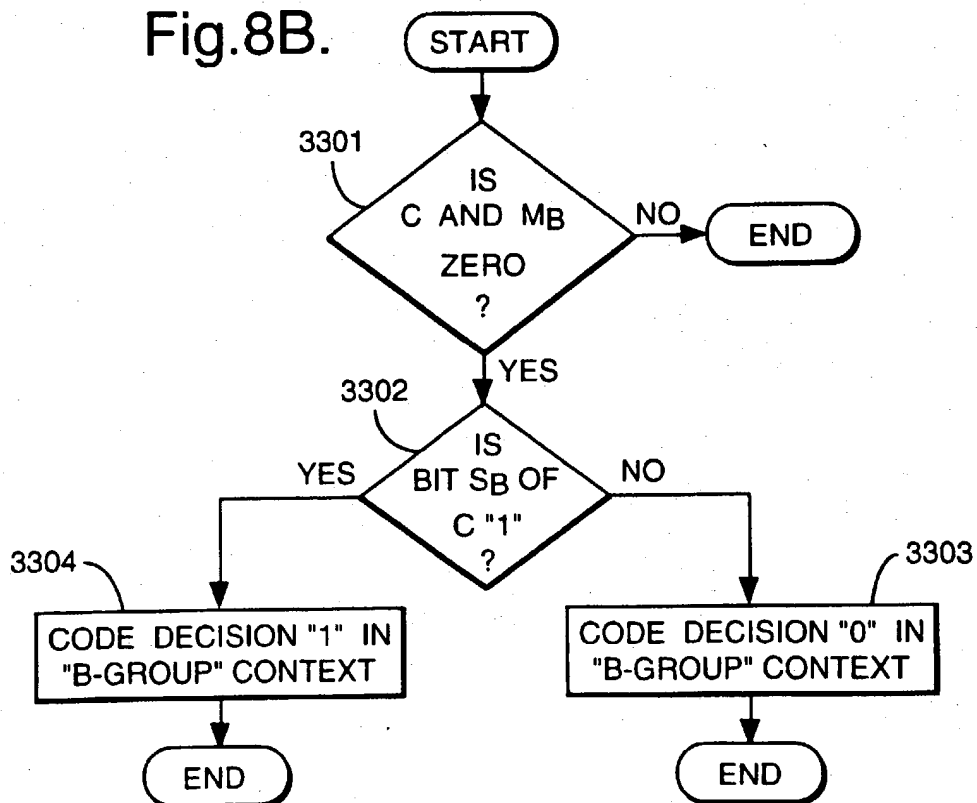 Fig.8B.
START
3301
IS
C AND MB
ZERO
?
NO
END
YES
3302
IS
BIT SB OF
C "1"
?
YES
NO
3304
3303
CODE DECISION "1" IN
"B-GROUP" CONTEXT
CODE DECISION "0" IN
"B-GROUP" CONTEXT
END
END